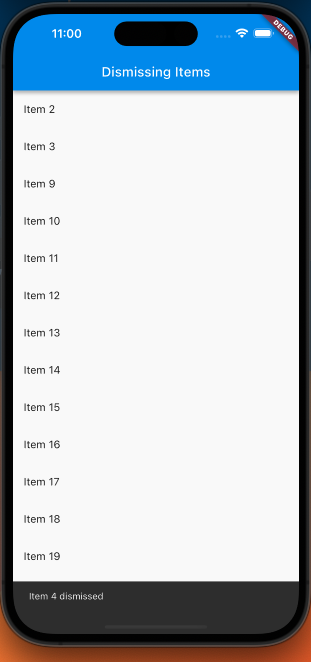 11:00
DEBUG
Dismissing Items
Item 2
Item 3
Item 9
Item 10
Item 11
Item 12
Item 13
Item 14
Item 15
Item 16
Item 17
Item 18
Item 19
Item 4 dismissed